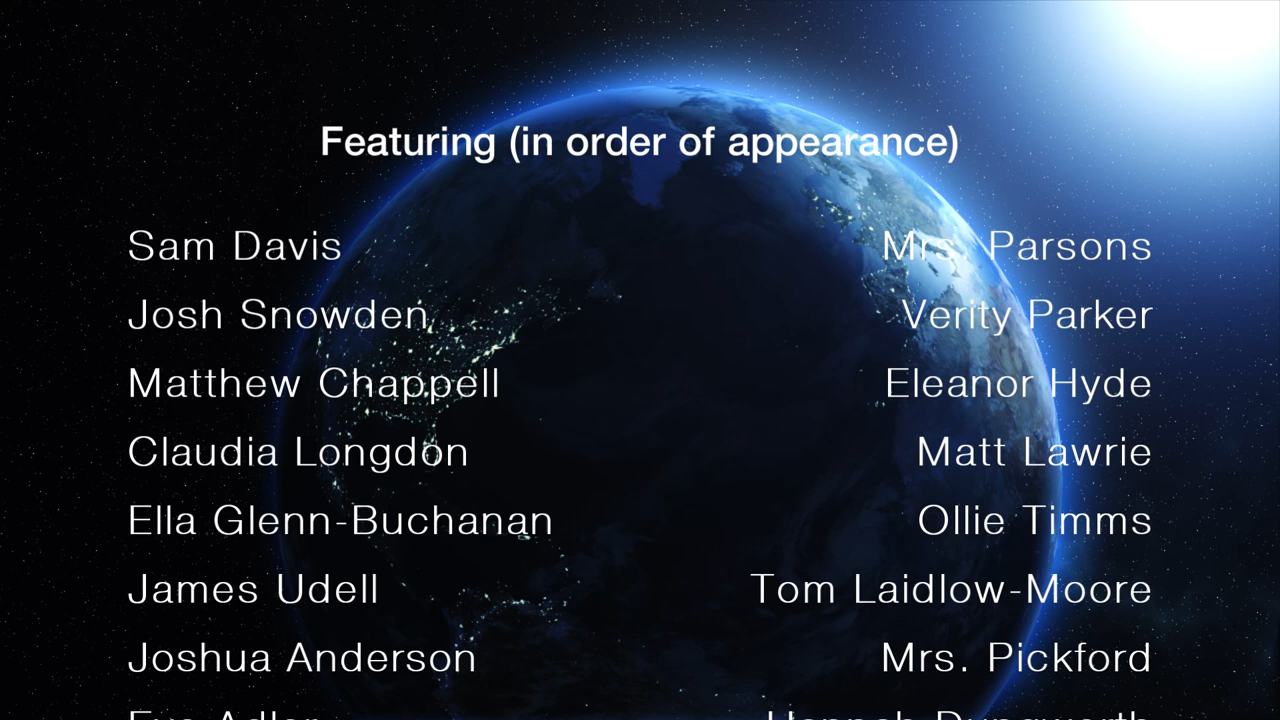 Featuring (in order of appearance)
Sam Davis Mrs. Parsons
Josh Snowden Verity Parker
Matthew Chappell Eleanor Hyde
Claudia Longdon Matt Lawrie
Ella Glenn-Buchanan Ollie Timms
James Udell Tom Laidlow-Moore
Joshua Anderson Mrs. Pickford